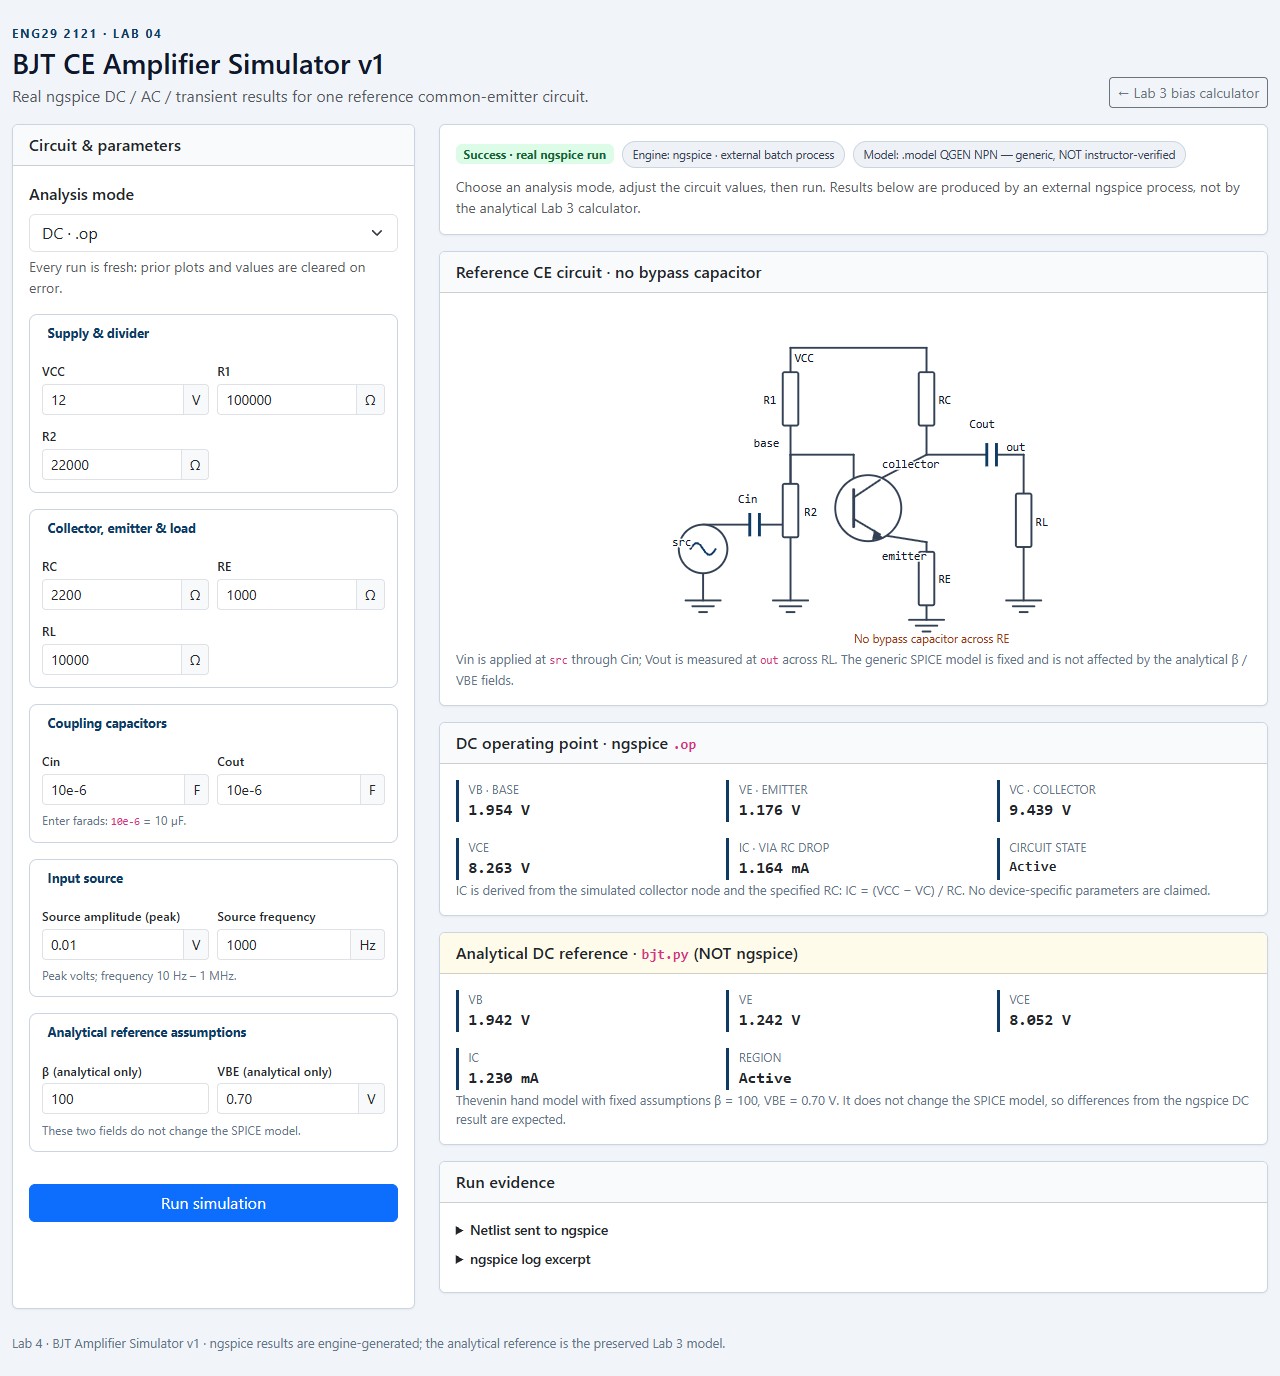 ENG29 2121 · LAB 04
BJT CE Amplifier Simulator v1
Real ngspice DC / AC / transient results for one reference common-emitter circuit.
← Lab 3 bias calculator
Circuit & parameters
Analysis mode
DC · .op
Every run is fresh: prior plots and values are cleared on
error.
Supply & divider
VCC R1
12 V 100000 Ω
R2
22000 Ω
Collector, emitter & load
RC RE
2200 Ω 1000 Ω
RL
10000 Ω
Coupling capacitors
Cin Cout
10e-6 F 10e-6 F
Enter farads: 10e-6 = 10 µF.
Input source
Source amplitude (peak) Source frequency
0.01 V 1000 Hz
Peak volts; frequency 10 Hz – 1 MHz.
Analytical reference assumptions
β (analytical only) VBE (analytical only)
100 0.70 V
These two fields do not change the SPICE model.
Run simulation
Success · real ngspice run Engine: ngspice · external batch process Model: .model QGEN NPN — generic, NOT instructor-verified
Choose an analysis mode, adjust the circuit values, then run. Results below are produced by an external ngspice process, not by
the analytical Lab 3 calculator.
Reference CE circuit · no bypass capacitor
VCC
R1 RC
Cout
base out
collector
Cin
R2 RL
src
emitter
RE
No bypass capacitor across RE
Vin is applied at src through Cin; Vout is measured at out across RL. The generic SPICE model is fixed and is not affected by the analytical β /
VBE fields.
DC operating point · ngspice .op
VB · BASE VE · EMITTER VC · COLLECTOR
1.954 V 1.176 V 9.439 V
VCE IC · VIA RC DROP CIRCUIT STATE
8.263 V 1.164 mA Active
IC is derived from the simulated collector node and the specified RC: IC = (VCC − VC) / RC. No device-specific parameters are claimed.
Analytical DC reference · bjt.py (NOT ngspice)
VB VE VCE
1.942 V 1.242 V 8.052 V
IC REGION
1.230 mA Active
Thevenin hand model with fixed assumptions β = 100, VBE = 0.70 V. It does not change the SPICE model, so differences from the ngspice DC
result are expected.
Run evidence
▶ Netlist sent to ngspice
▶ ngspice log excerpt
Lab 4 · BJT Amplifier Simulator v1 · ngspice results are engine-generated; the analytical reference is the preserved Lab 3 model.